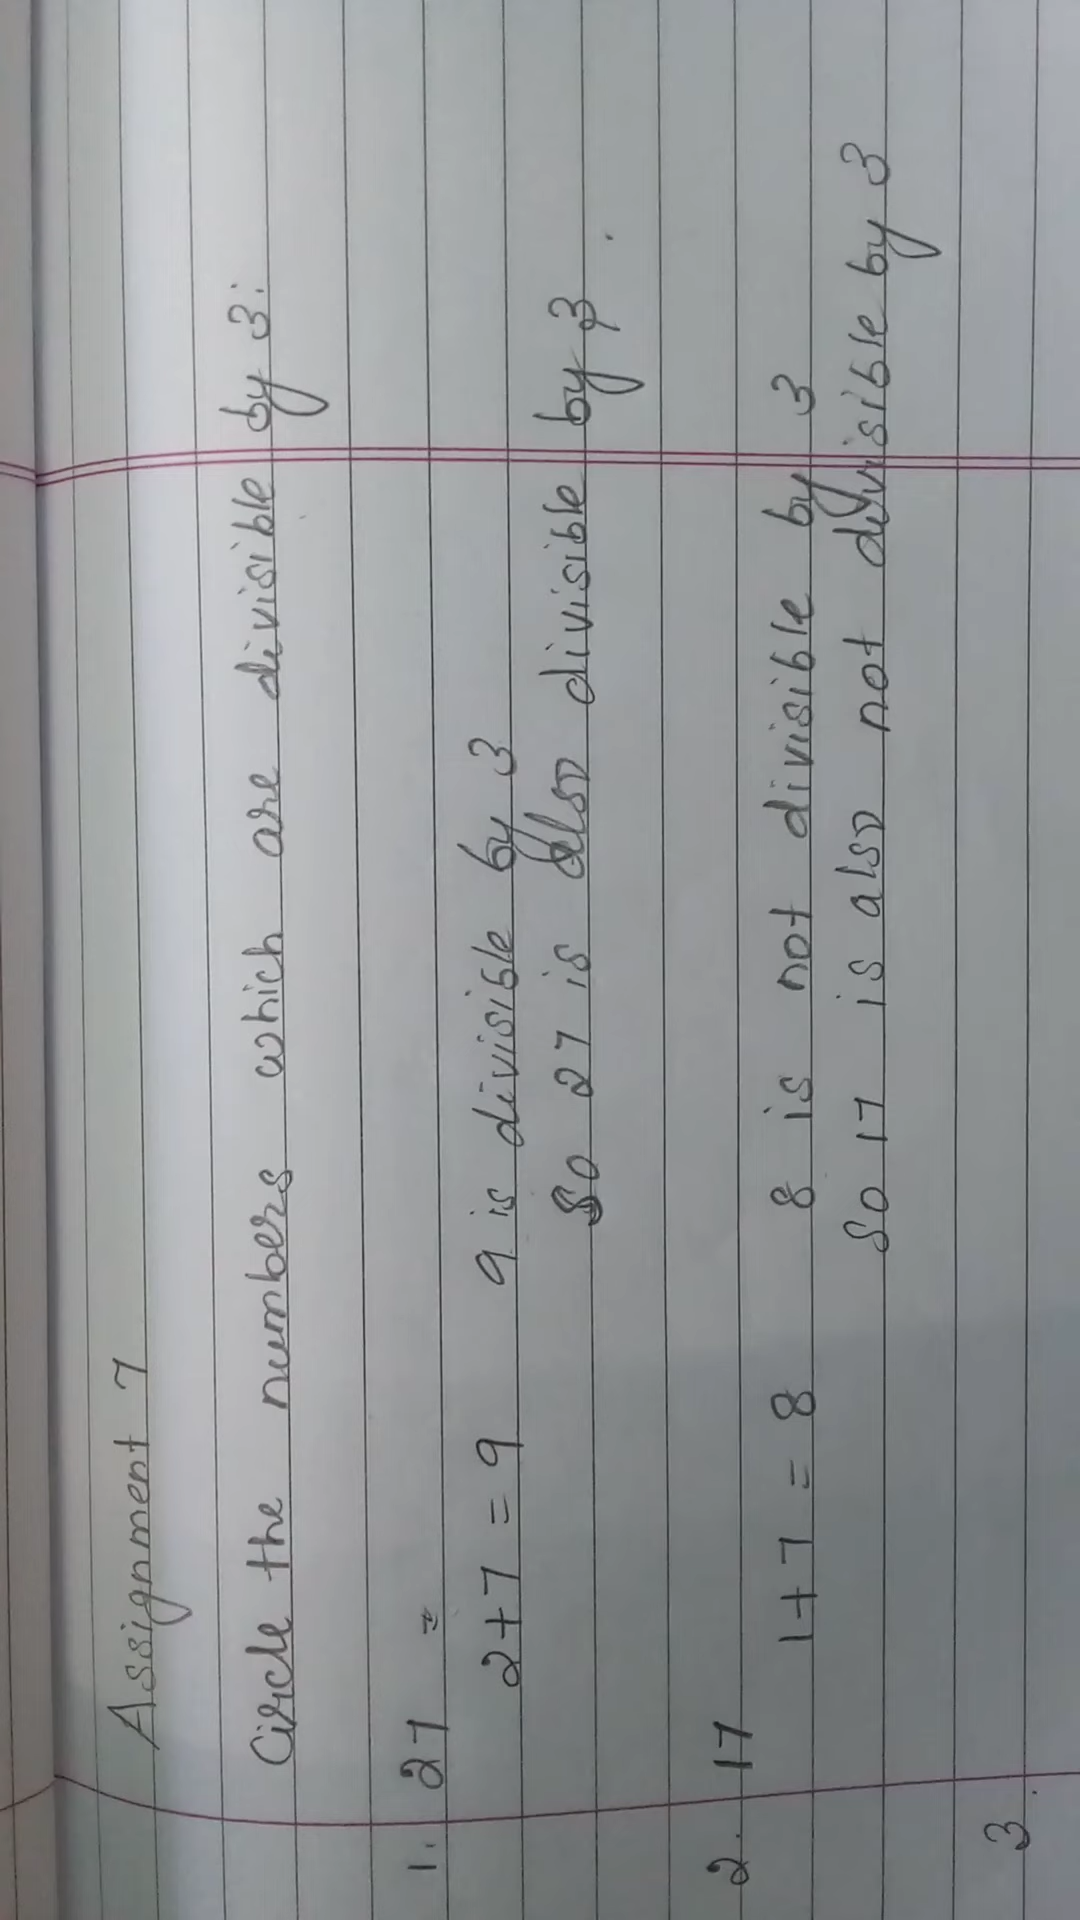 Assignment 7
Circle the numbers which are divisible by 3:
1. 27 =
2+7 = 9 9 is divisible by 3
So 27 is also divisible by 3.
2. 17
1+7 = 8 8 is not divisible by 3
So 17 is also not divisible by 3
3.